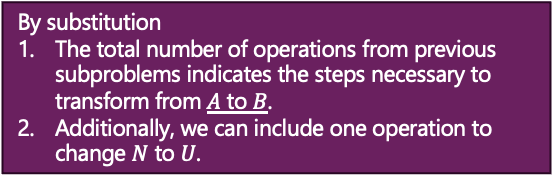 By substitution
1. The total number of operations from previous
subproblems indicates the steps necessary to
transform from A to B.
2. Additionally, we can include one operation to
change N to U.